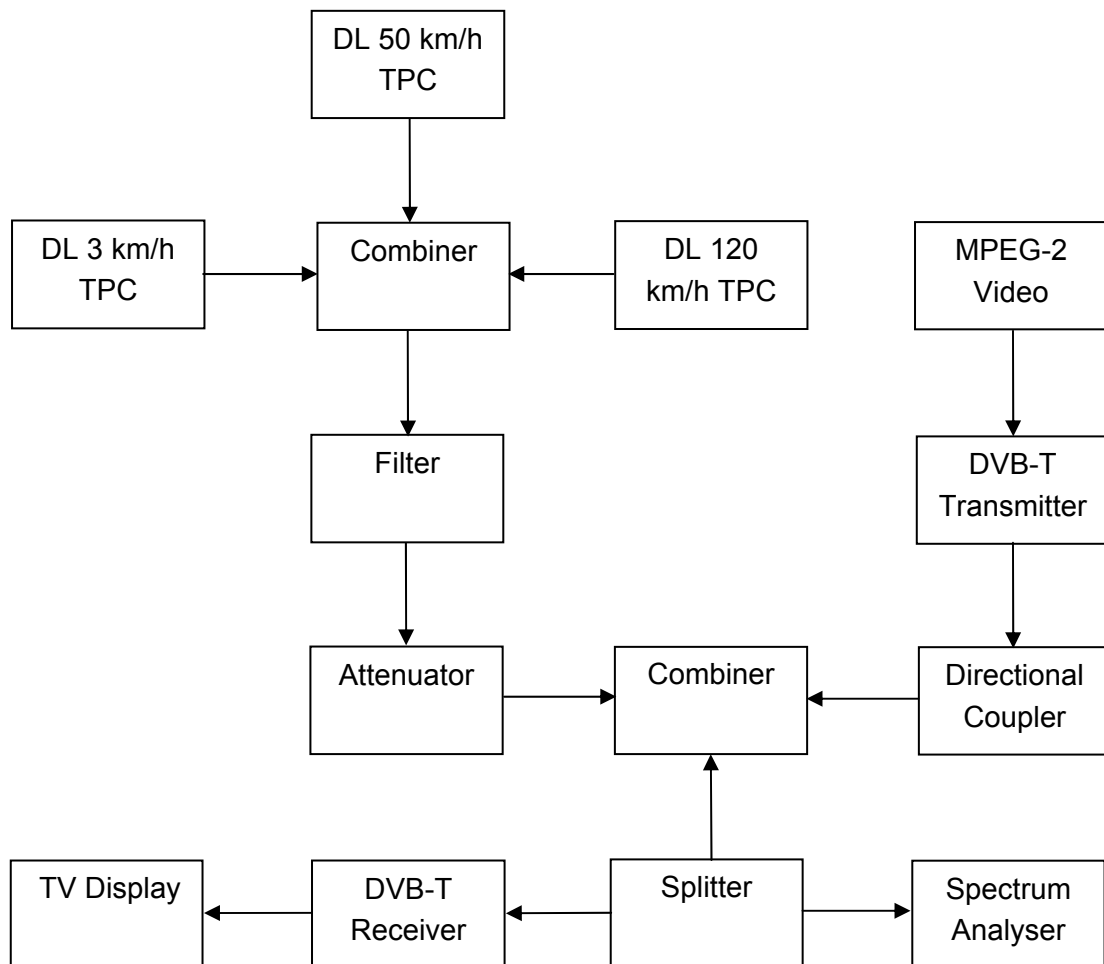 DL 50 km/h
TPC
DL 3 km/h
TPC
Combiner
DL 120
km/h TPC
MPEG-2
Video
Filter
DVB-T
Transmitter
Attenuator
Combiner
Directional
Coupler
TV Display
DVB-T
Receiver
Splitter
Spectrum
Analyser